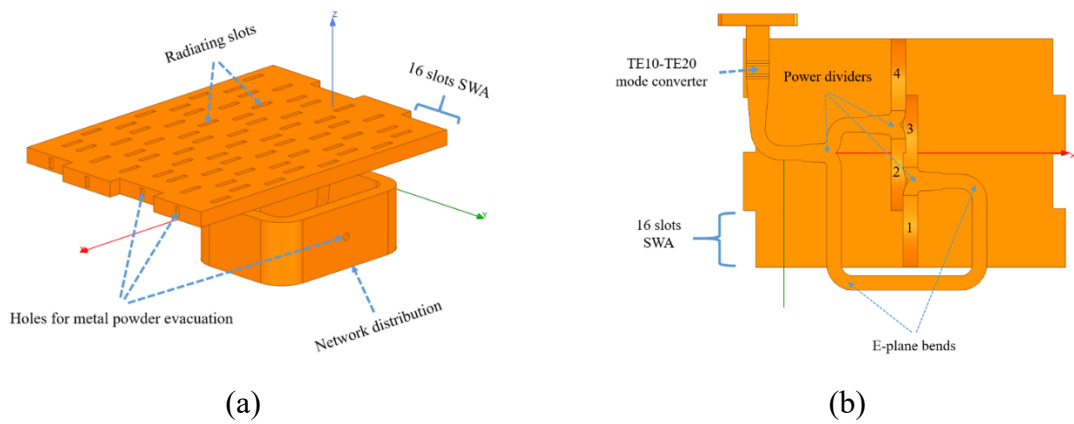 Z
Radiating slots
16 slots SWA
Y
X
Holes for metal powder evacuation
Network distribution
(a)
TE10-TE20
mode converter
Power dividers
4
3
2
1
X
16 slots
SWA
E-plane bends
(b)